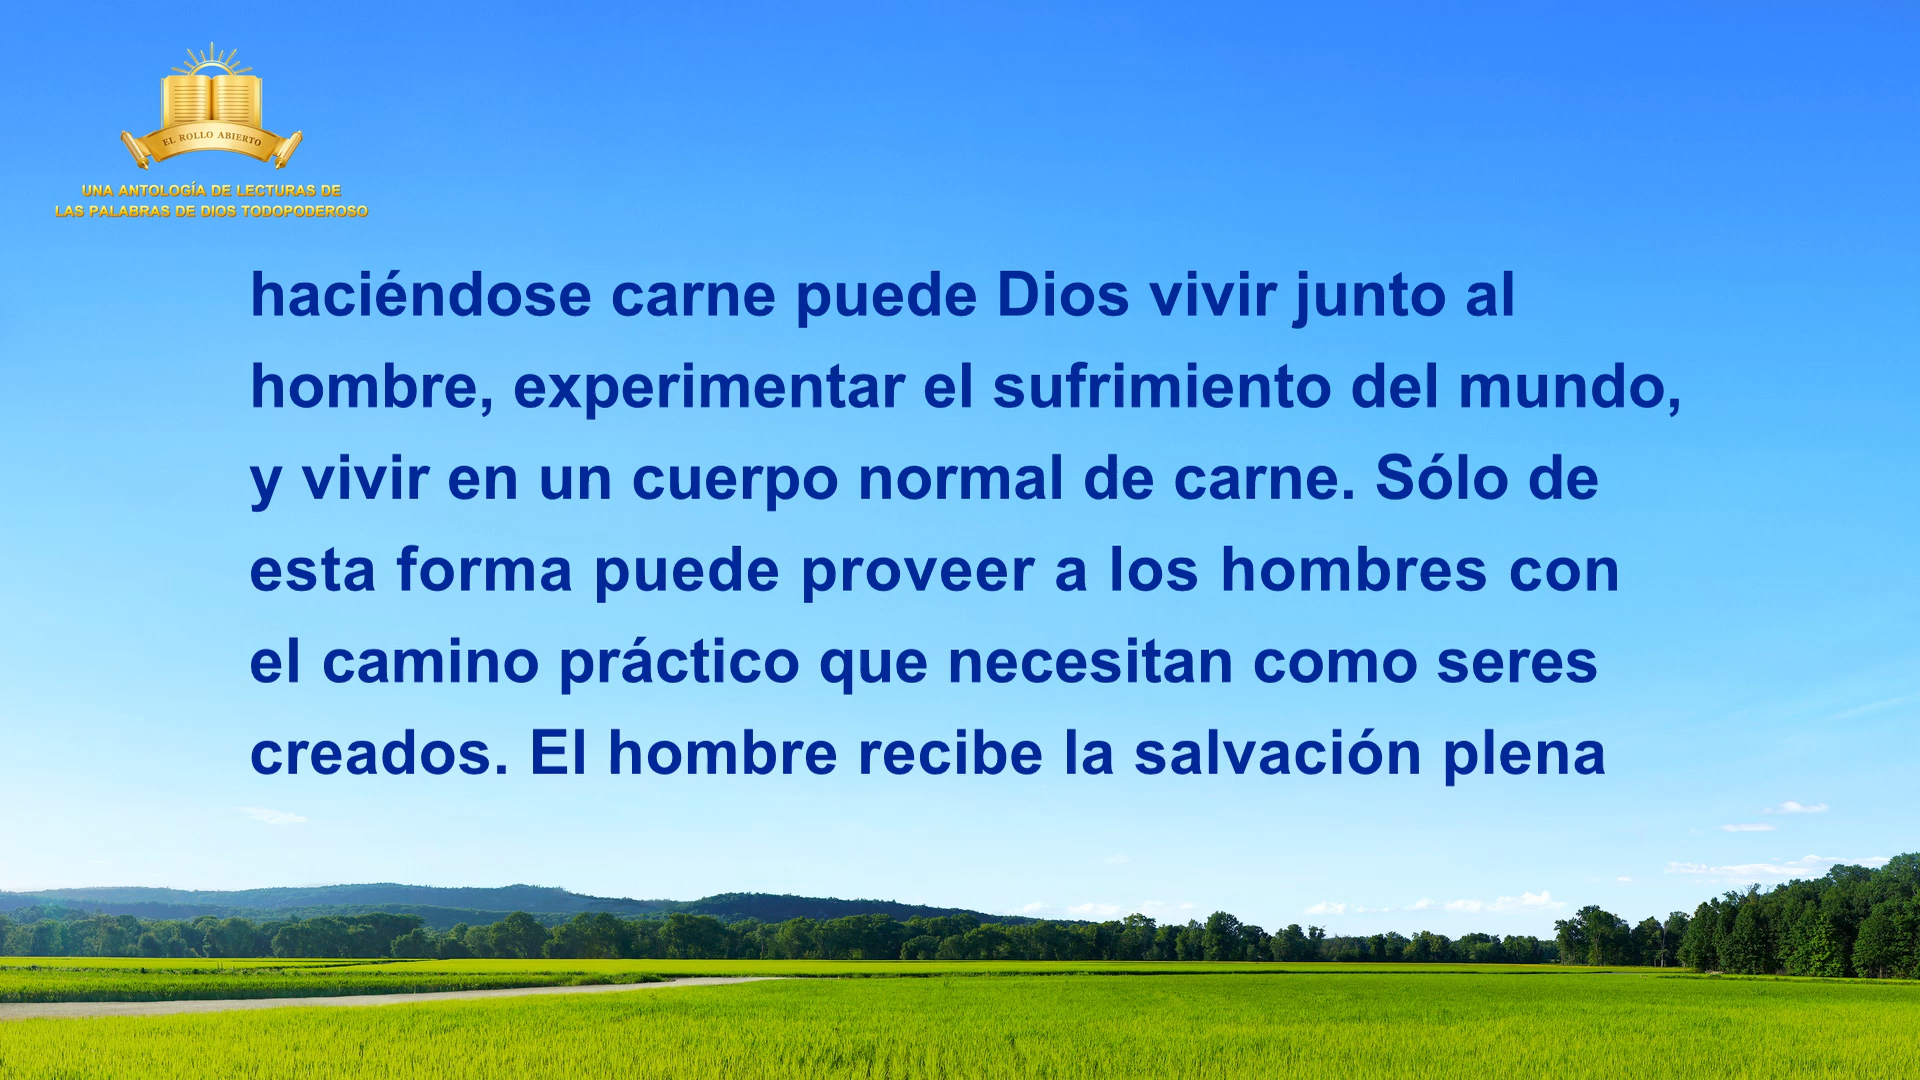 EL ROLLO ABIERTO
UNA ANTOLOGÍA DE LECTURAS DE
LAS PALABRAS DE DIOS TODOPODEROSO
haciéndose carne puede Dios vivir junto al
hombre, experimentar el sufrimiento del mundo,
y vivir en un cuerpo normal de carne. Sólo de
esta forma puede proveer a los hombres con
el camino práctico que necesitan como seres
creados. El hombre recibe la salvación plena